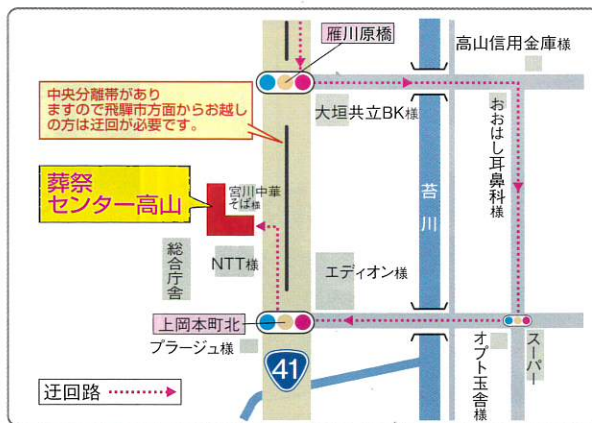 雁川原橋
高山信用金庫様
中央分離帯があり
ますので飛騨市方面からお越し
の方は迂回が必要です。
大垣共立BK様
おおはし耳鼻科様
葬祭
センター高山
宮川中華
そば様
苔川
総合庁舎
NTT様
エディオン様
上岡本町北
プラージュ様
41
オプト玉舎様
スーパー
迂回路